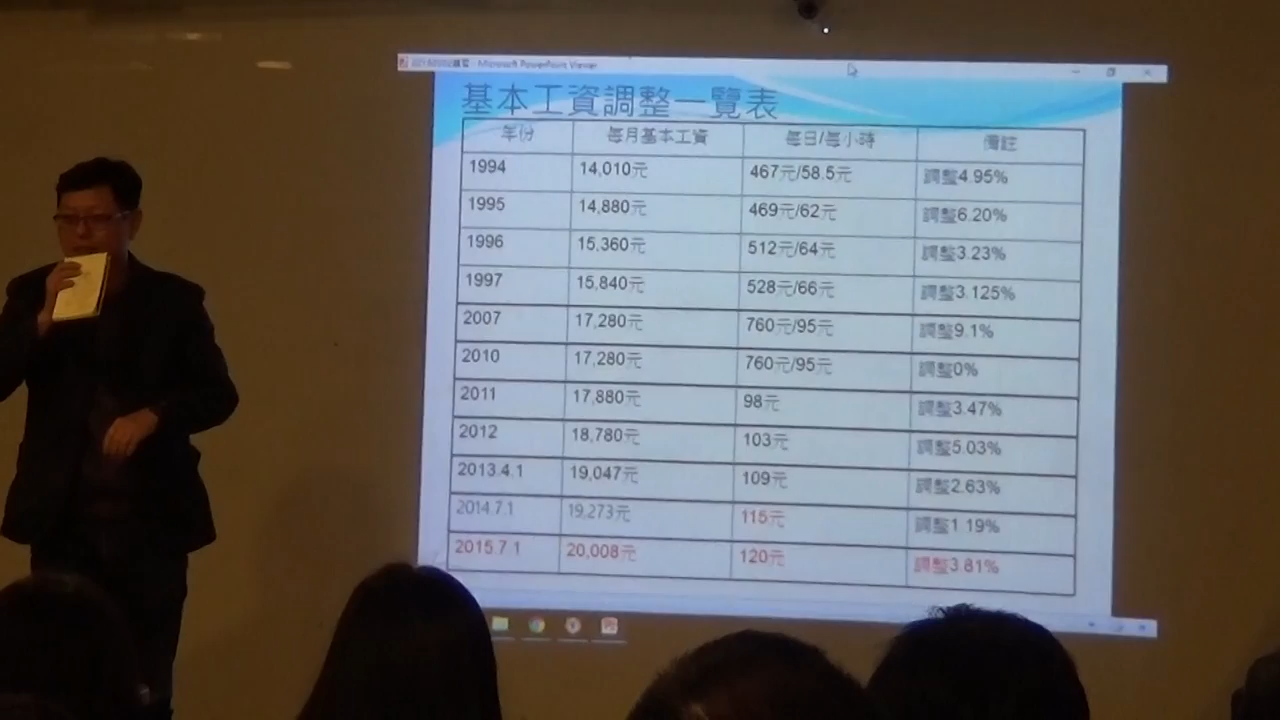 Microsoft PowerPoint Viewer
基本工資調整一覽表
年份 每月基本工資 每日/每小時 備註
1994 14,010元 467元/58.5元 調整4.95%
1995 14,880元 469元/62元 調整6.20%
1996 15,360元 512元/64元 調整3.23%
1997 15,840元 528元/66元 調整3.125%
2007 17,280元 760元/95元 調整9.1%
2010 17,280元 760元/95元 調整0%
2011 17,880元 98元 調整3.47%
2012 18,780元 103元 調整5.03%
2013.4.1 19,047元 109元 調整2.63%
2014.7.1 19,273元 115元 調整1.19%
2015.7.1 20,008元 120元 調整3.81%